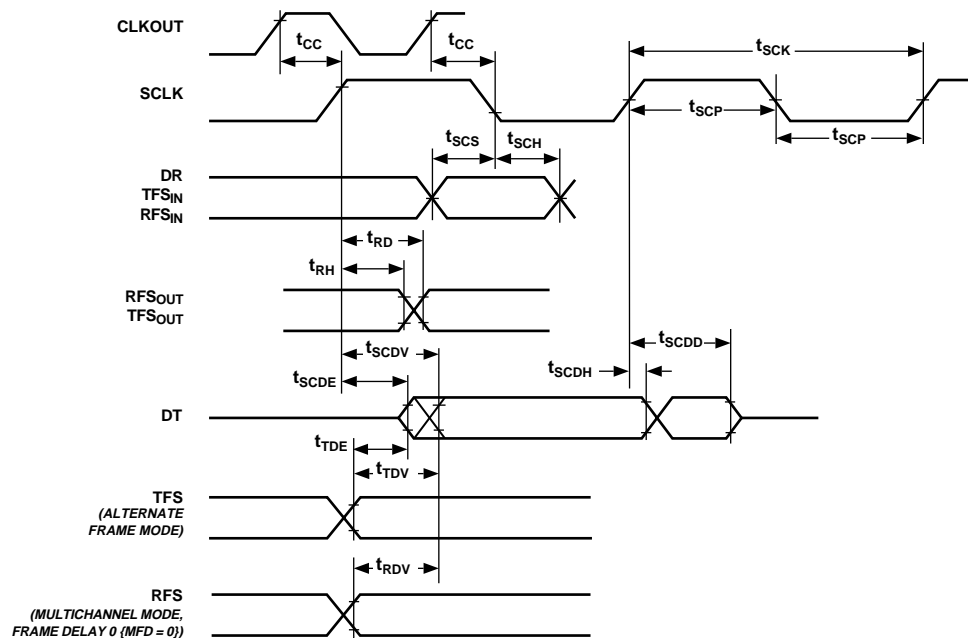 CLKOUT
tCC
tCC
tSCK
SCLK
tSCP
tSCP
tSCS
tSCH
DR
TFSIN
RFSIN
tRD
tRH
RFSOUT
TFSOUT
tSCDV
tSCDD
tSCDE
tSCDH
DT
tTDE
tTDV
TFS
(ALTERNATE
FRAME MODE)
tRDV
RFS
(MULTICHANNEL MODE,
FRAME DELAY 0 {MFD = 0})